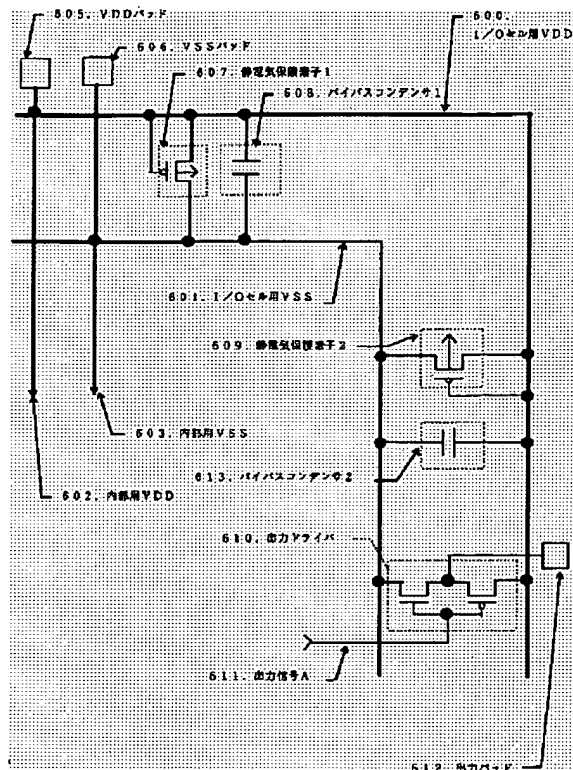 605. VDDパッド
606. VSSパッド
600.
I/Oセル用VDD
607. 静電気保護素子1
608. バイパスコンデンサ1
601. I/Oセル用VSS
609. 静電気保護素子2
603. 内部用VSS
613. バイパスコンデンサ2
602. 内部用VDD
610. 出力ドライバ
611. 出力信号A
612. 出力パッド